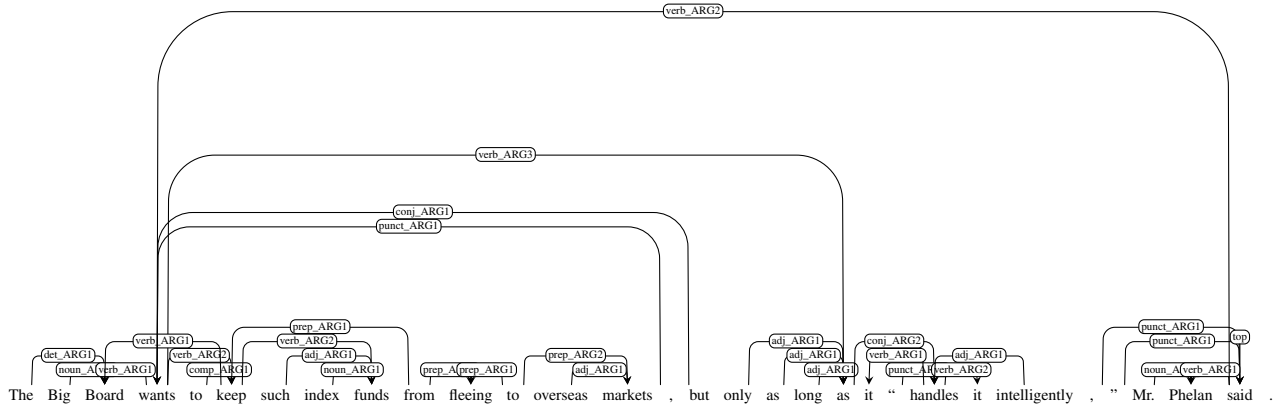 verb_ARG2
verb_ARG3
conj_ARG1
punct_ARG1
prep_ARG1 punct_ARG1
verb_ARG1 verb_ARG2 adj_ARG1 conj_ARG2 punct_ARG1 top
det_ARG1 verb_ARG2 adj_ARG1 prep_ARG2 adj_ARG1 verb_ARG1 adj_ARG1
verb_ARG1 comp_ARG1 noun_ARG1 prep_ARG1 adj_ARG1 adj_ARG1 verb_ARG2 verb_ARG1
The Big Board wants to keep such index funds from fleeing to overseas markets , but only as long as it “ handles it intelligently , ” Mr. Phelan said .